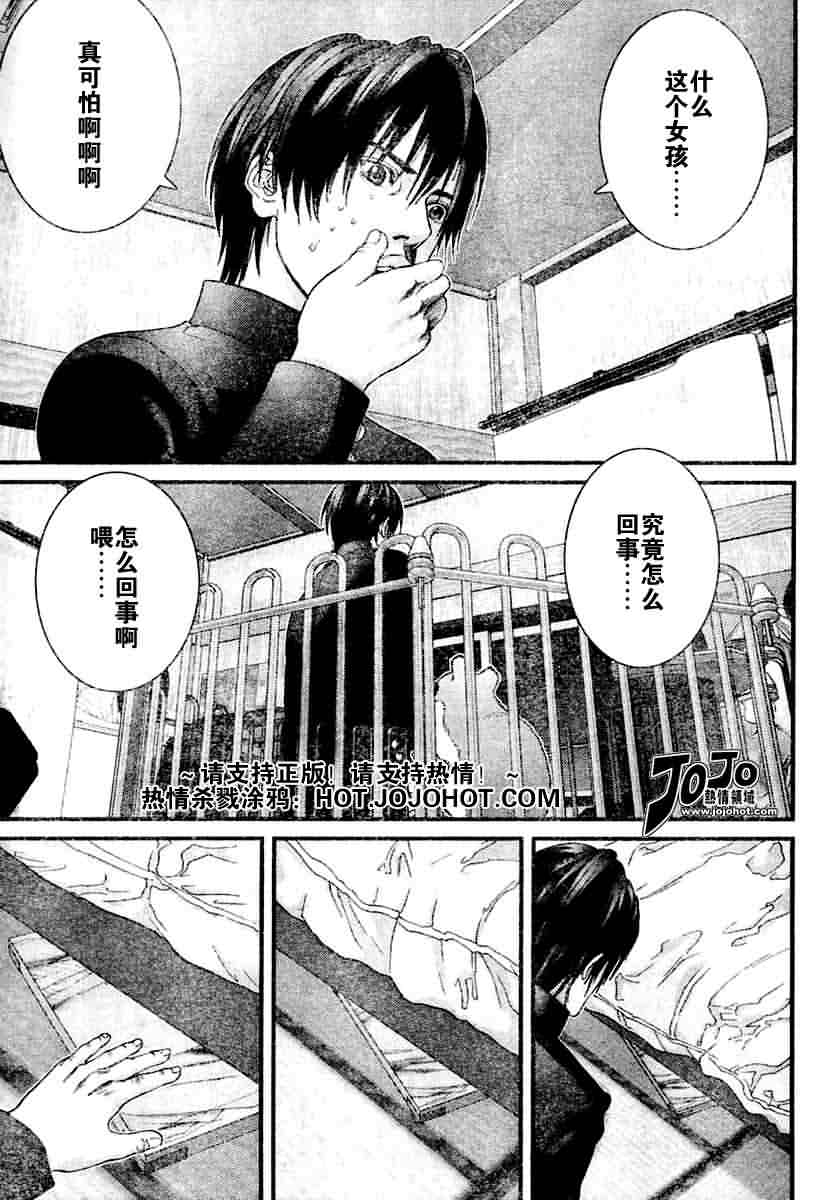 什么
这个女孩……
真可怕啊啊啊
究竟怎么
回事……
怎么回事啊
喂……
~请支持正版！请支持热情！~
热情杀戮涂鸦：HOT.JOJOHOT.COM
JOJO
熱情領域
www.jojohot.com